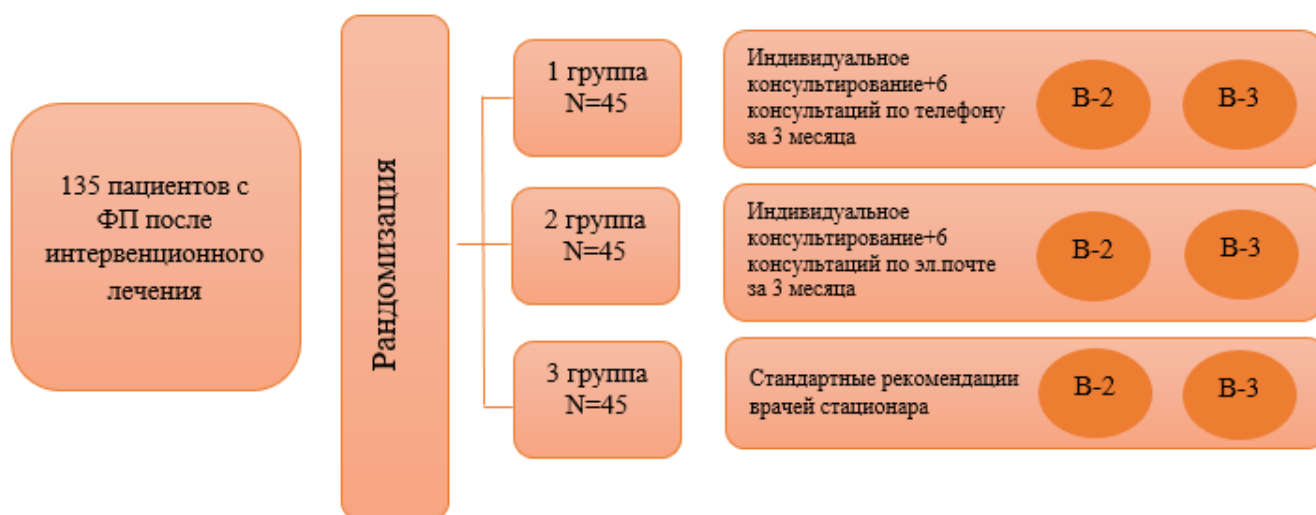 135 пациентов с
ФП после
интервенционного
лечения
Рандомизация
1 группа
N=45
Индивидуальное
консультирование+6
консультаций по телефону
за 3 месяца
В-2
В-3
2 группа
N=45
Индивидуальное
консультирование+6
консультаций по эл.почте
за 3 месяца
В-2
В-3
3 группа
N=45
Стандартные рекомендации
врачей стационара
В-2
В-3